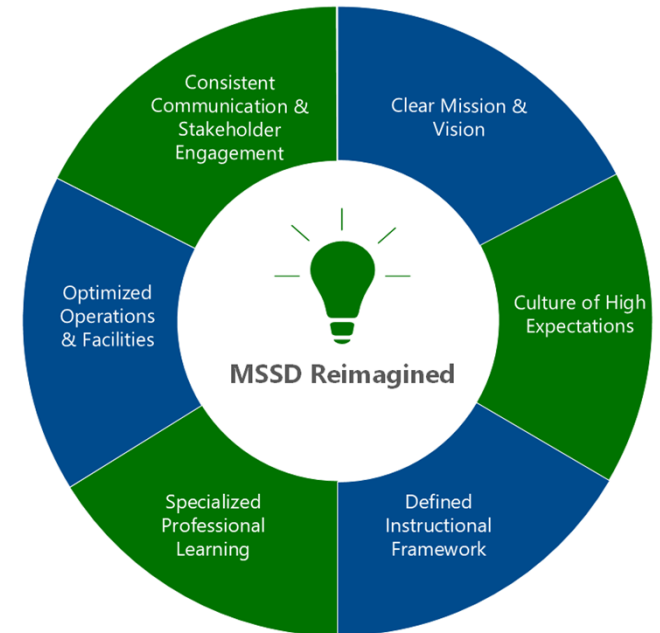 Consistent
Communication &
Stakeholder
Engagement
Clear Mission &
Vision
Optimized
Operations
& Facilities
Culture of High
Expectations
MSSD Reimagined
Specialized
Professional
Learning
Defined
Instructional
Framework